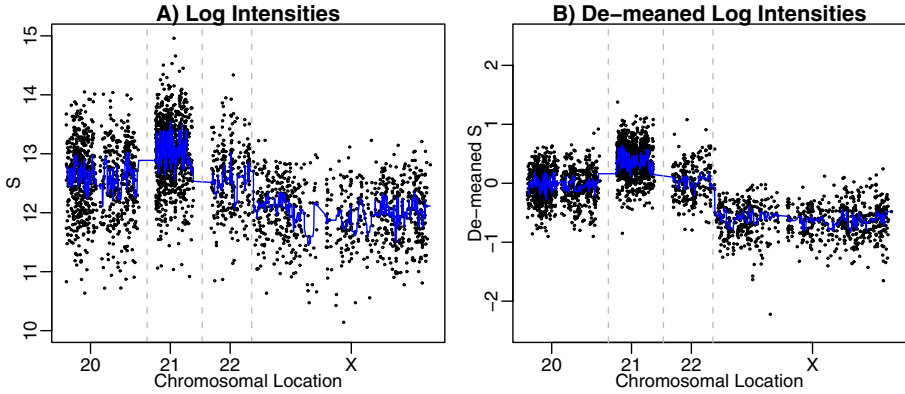 A) Log Intensities
S
15
14
13
12
11
10
20 21 22 X
Chromosomal Location
B) De−meaned Log Intensities
De−meaned S
2
1
0
−1
−2
20 21 22 X
Chromosomal Location